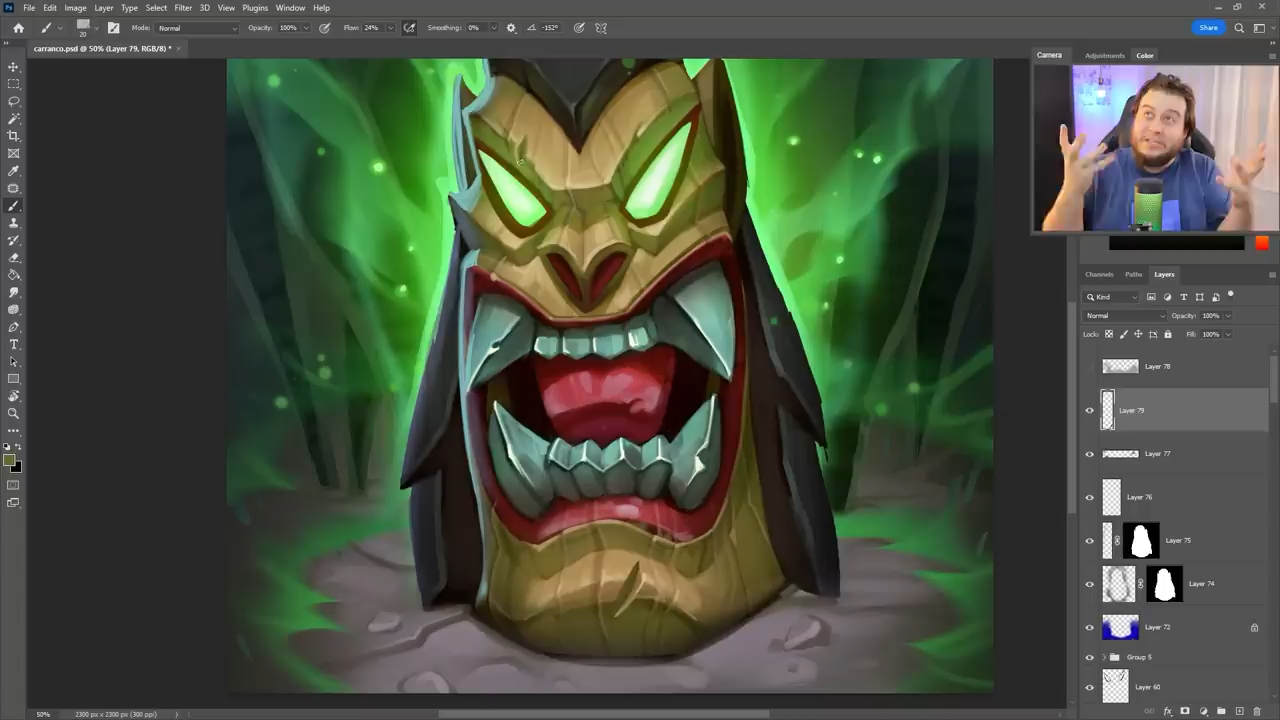 Ps File Edit Image Layer Type Select Filter 3D View Plugins Window Help
20 Mode: Normal Opacity: 100% Flow: 24% Smoothing: 0% -152° Share
carranco.psd @ 50% (Layer 79, RGB/8) * ×
Camera Adjustments Color
Channels Paths Layers
Kind
Normal Opacity: 100%
Lock: Fill: 100%
Layer 78
Layer 79
Layer 77
Layer 76
Layer 75
Layer 74
Layer 72
Group 5
Layer 60
50% 2300 px x 2300 px (300 ppi)